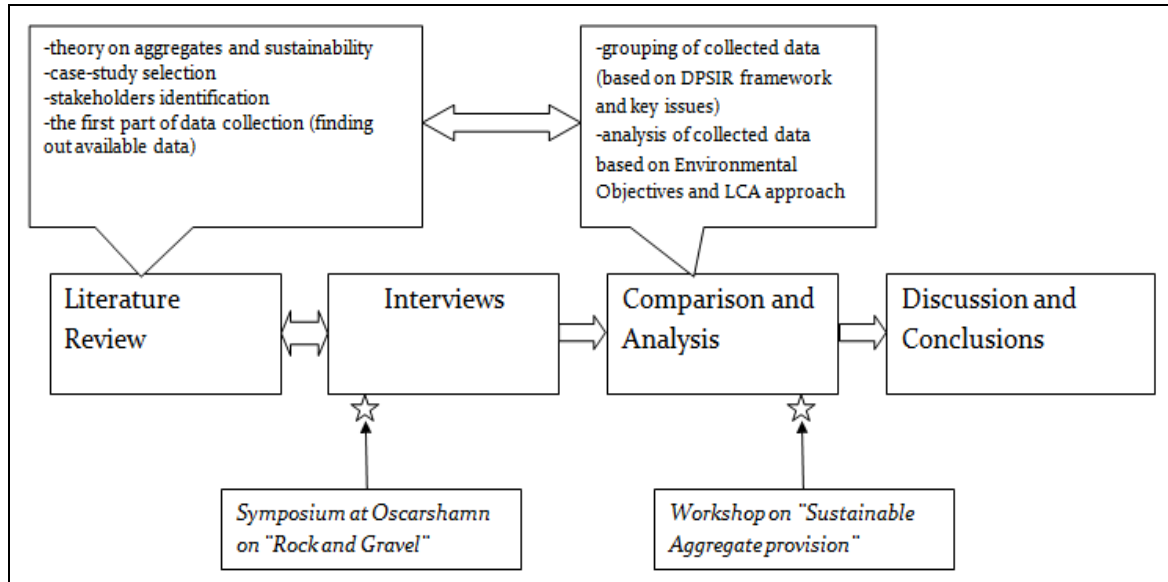 -theory on aggregates and sustainability
-case-study selection
-stakeholders identification
-the first part of data collection (finding
out available data)
-grouping of collected data
(based on DPSIR framework
and key issues)
-analysis of collected data
based on Environmental
Objectives and LCA approach
Literature
Review
Interviews
Comparison and
Analysis
Discussion and
Conclusions
Symposium at Oscarshamn
on "Rock and Gravel"
Workshop on "Sustainable
Aggregate provision"